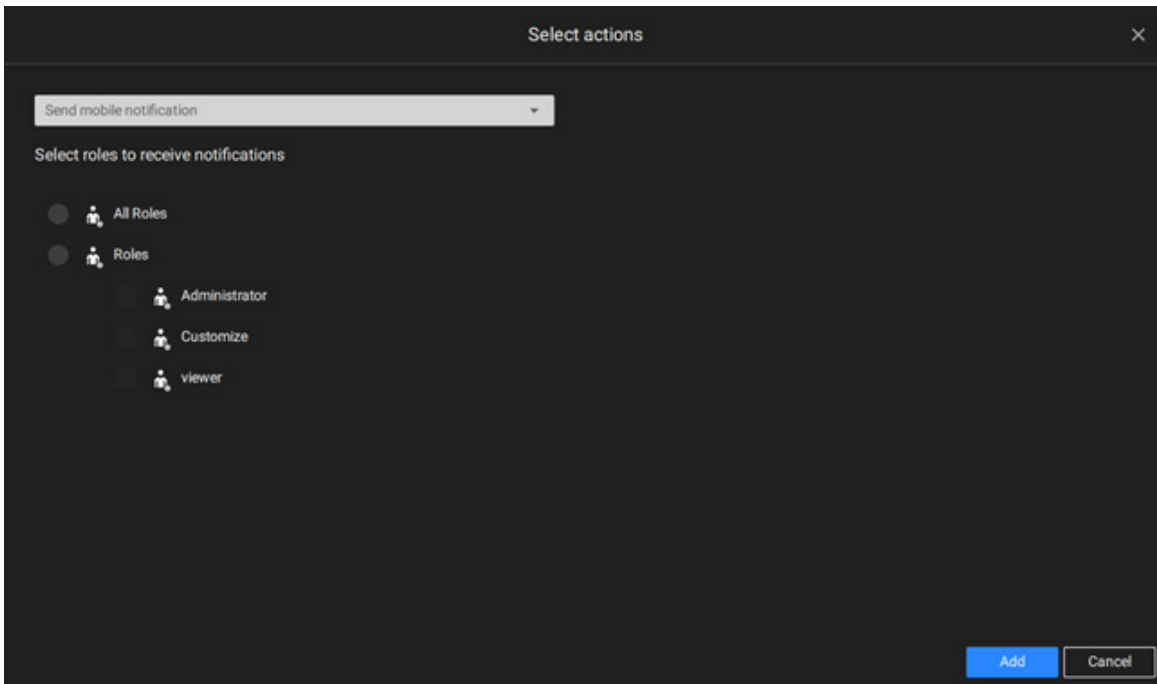 Select actions
Send mobile notification
Select roles to receive notifications
All Roles
Roles
Administrator
Customize
viewer
Add Cancel